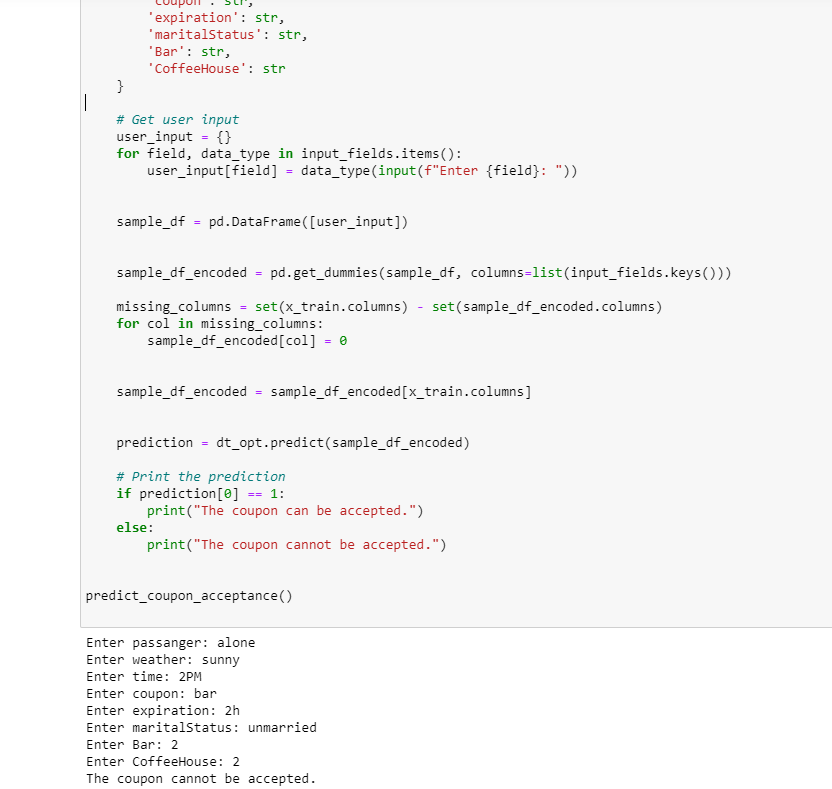 'coupon': str,
'expiration': str,
'maritalStatus': str,
'Bar': str,
'CoffeeHouse': str
}
# Get user input
user_input = {}
for field, data_type in input_fields.items():
user_input[field] = data_type(input(f"Enter {field}: "))
sample_df = pd.DataFrame([user_input])
sample_df_encoded = pd.get_dummies(sample_df, columns=list(input_fields.keys()))
missing_columns = set(x_train.columns) - set(sample_df_encoded.columns)
for col in missing_columns:
sample_df_encoded[col] = 0
sample_df_encoded = sample_df_encoded[x_train.columns]
prediction = dt_opt.predict(sample_df_encoded)
# Print the prediction
if prediction[0] == 1:
print("The coupon can be accepted.")
else:
print("The coupon cannot be accepted.")
predict_coupon_acceptance()
Enter passanger: alone
Enter weather: sunny
Enter time: 2PM
Enter coupon: bar
Enter expiration: 2h
Enter maritalStatus: unmarried
Enter Bar: 2
Enter CoffeeHouse: 2
The coupon cannot be accepted.